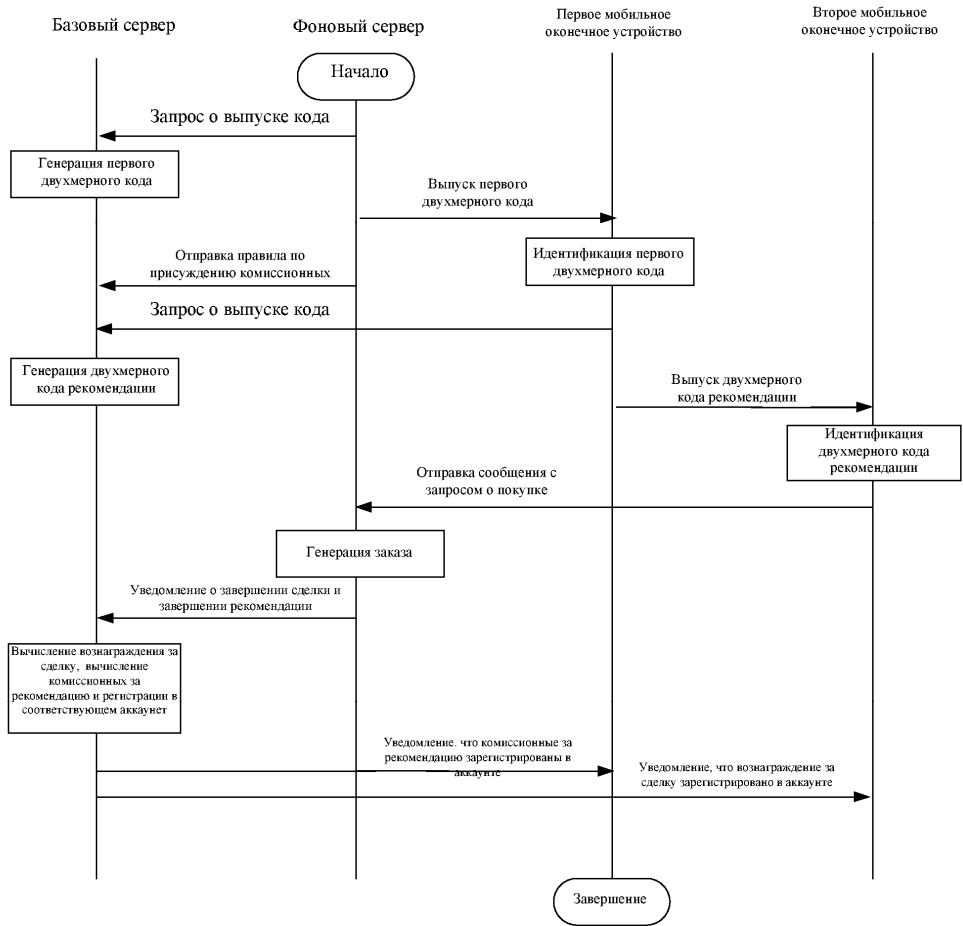 Базовый сервер
Фоновый сервер
Первое мобильное
оконечное устройство
Второе мобильное
оконечное устройство
Начало
Запрос о выпуске кода
Генерация первого
двухмерного кода
Выпуск первого
двухмерного кода
Идентификация первого
двухмерного кода
Отправка правила по
присуждению комиссионных
Запрос о выпуске кода
Генерация двухмерного
кода рекомендации
Выпуск двухмерного
кода рекомендации
Идентификация
двухмерного кода
рекомендации
Отправка сообщения с
запросом о покупке
Генерация заказа
Уведомление о завершении сделки и
завершении рекомендации
Вычисление вознаграждения за
сделку, вычисление
комиссионных за
рекомендацию и регистрации в
соответствующем аккаунет
Уведомление. что комиссионные за
рекомендацию зарегистрированы в
аккаунте
Уведомление, что вознаграждение за
сделку зарегистрировано в аккаунте
Завершение